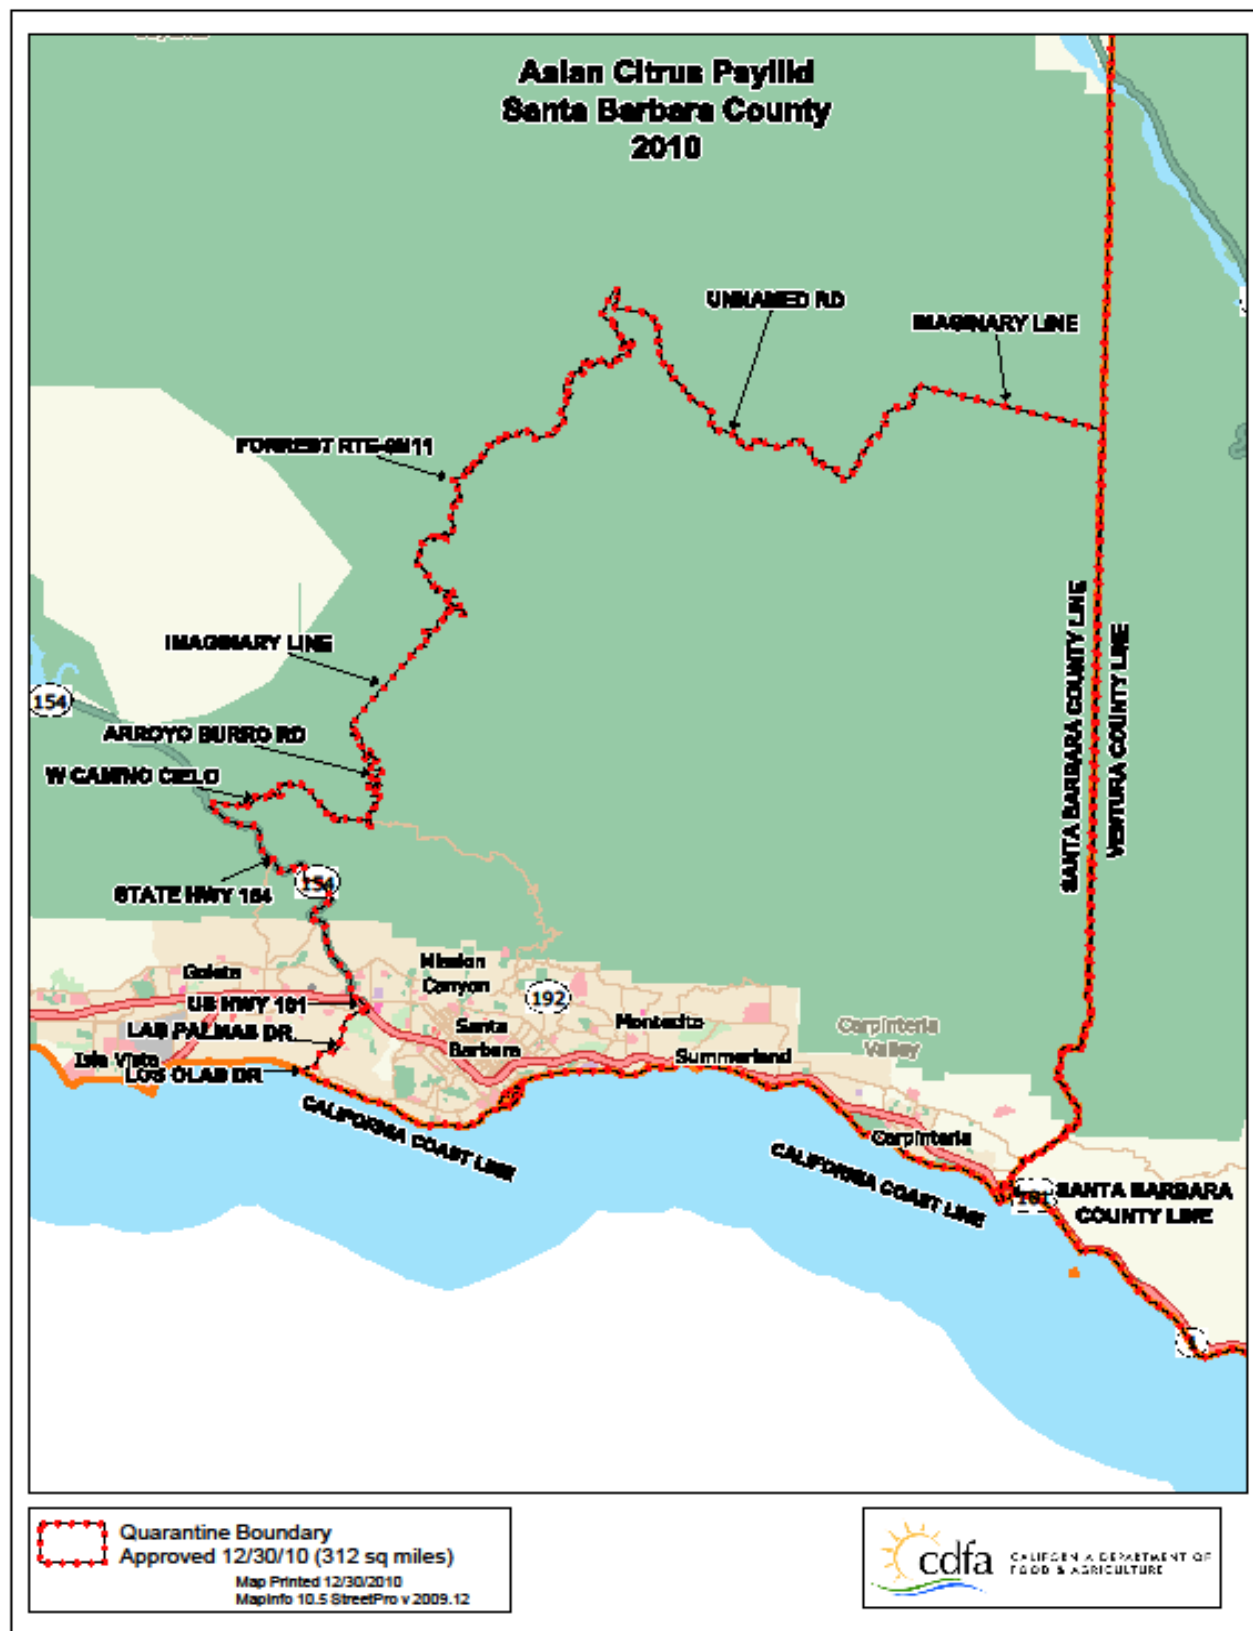 Asian Citrus Psyllid
Santa Barbara County
2010
UNNAMED RD
IMAGINARY LINE
FORREST RTE-9N11
IMAGINARY LINE
154
ARROYO BURRO RD
W CAMINO CIELO
STATE HWY 154
154
SANTA BARBARA COUNTY LINE
VENTURA COUNTY LINE
Goleta
Mission
Canyon
US HWY 101
192
LAS PALMAS DR
Santa
Barbara
Montecito
Carpinteria
Valley
Isla Vista
Summerland
LOS OLAS DR
CALIFORNIA COAST LINE
Carpinteria
CALIFORNIA COAST LINE
101
SANTA BARBARA
COUNTY LINE
Quarantine Boundary
Approved 12/30/10 (312 sq miles)
Map Printed 12/30/2010
MapInfo 10.5 StreetPro v 2009.12
cdfa
CALIFORNIA DEPARTMENT OF
FOOD & AGRICULTURE